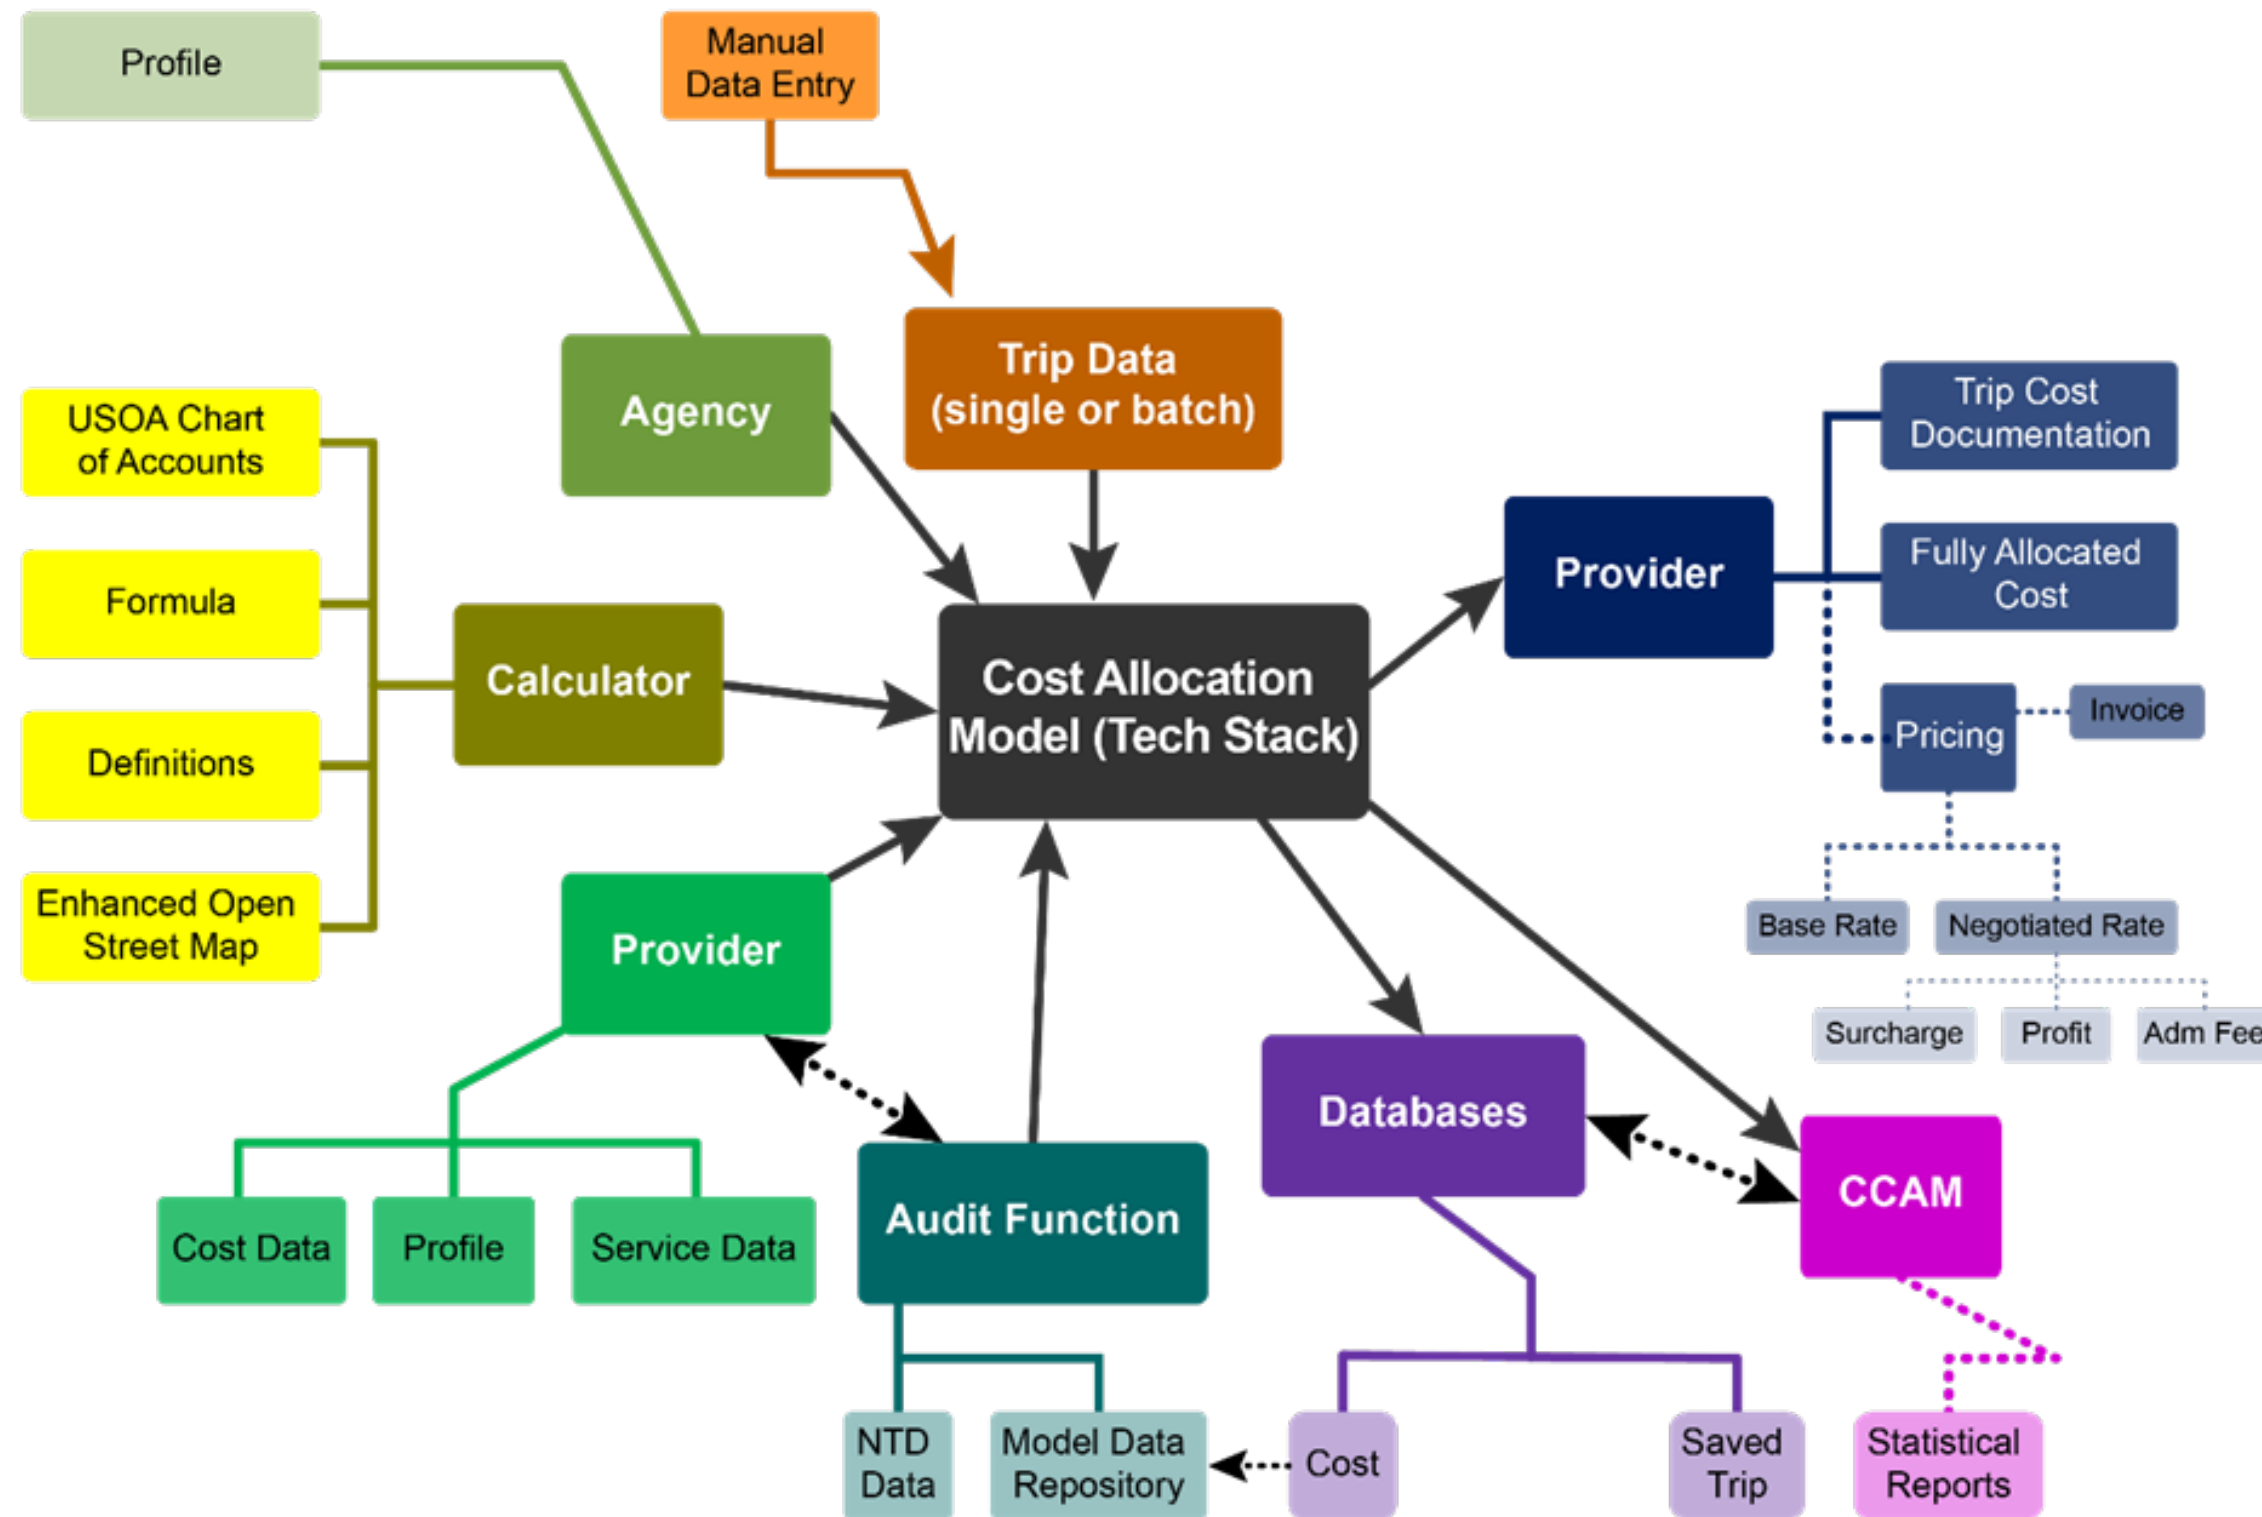 Profile
Manual
Data Entry
Agency
Trip Data
(single or batch)
USOA Chart
of Accounts
Formula
Definitions
Enhanced Open
Street Map
Calculator
Cost Allocation
Model (Tech Stack)
Provider
Trip Cost
Documentation
Fully Allocated
Cost
Pricing
Invoice
Base Rate
Negotiated Rate
Surcharge
Profit
Adm Fee
Provider
Cost Data
Profile
Service Data
Audit Function
NTD
Data
Model Data
Repository
Databases
Cost
Saved
Trip
CCAM
Statistical
Reports